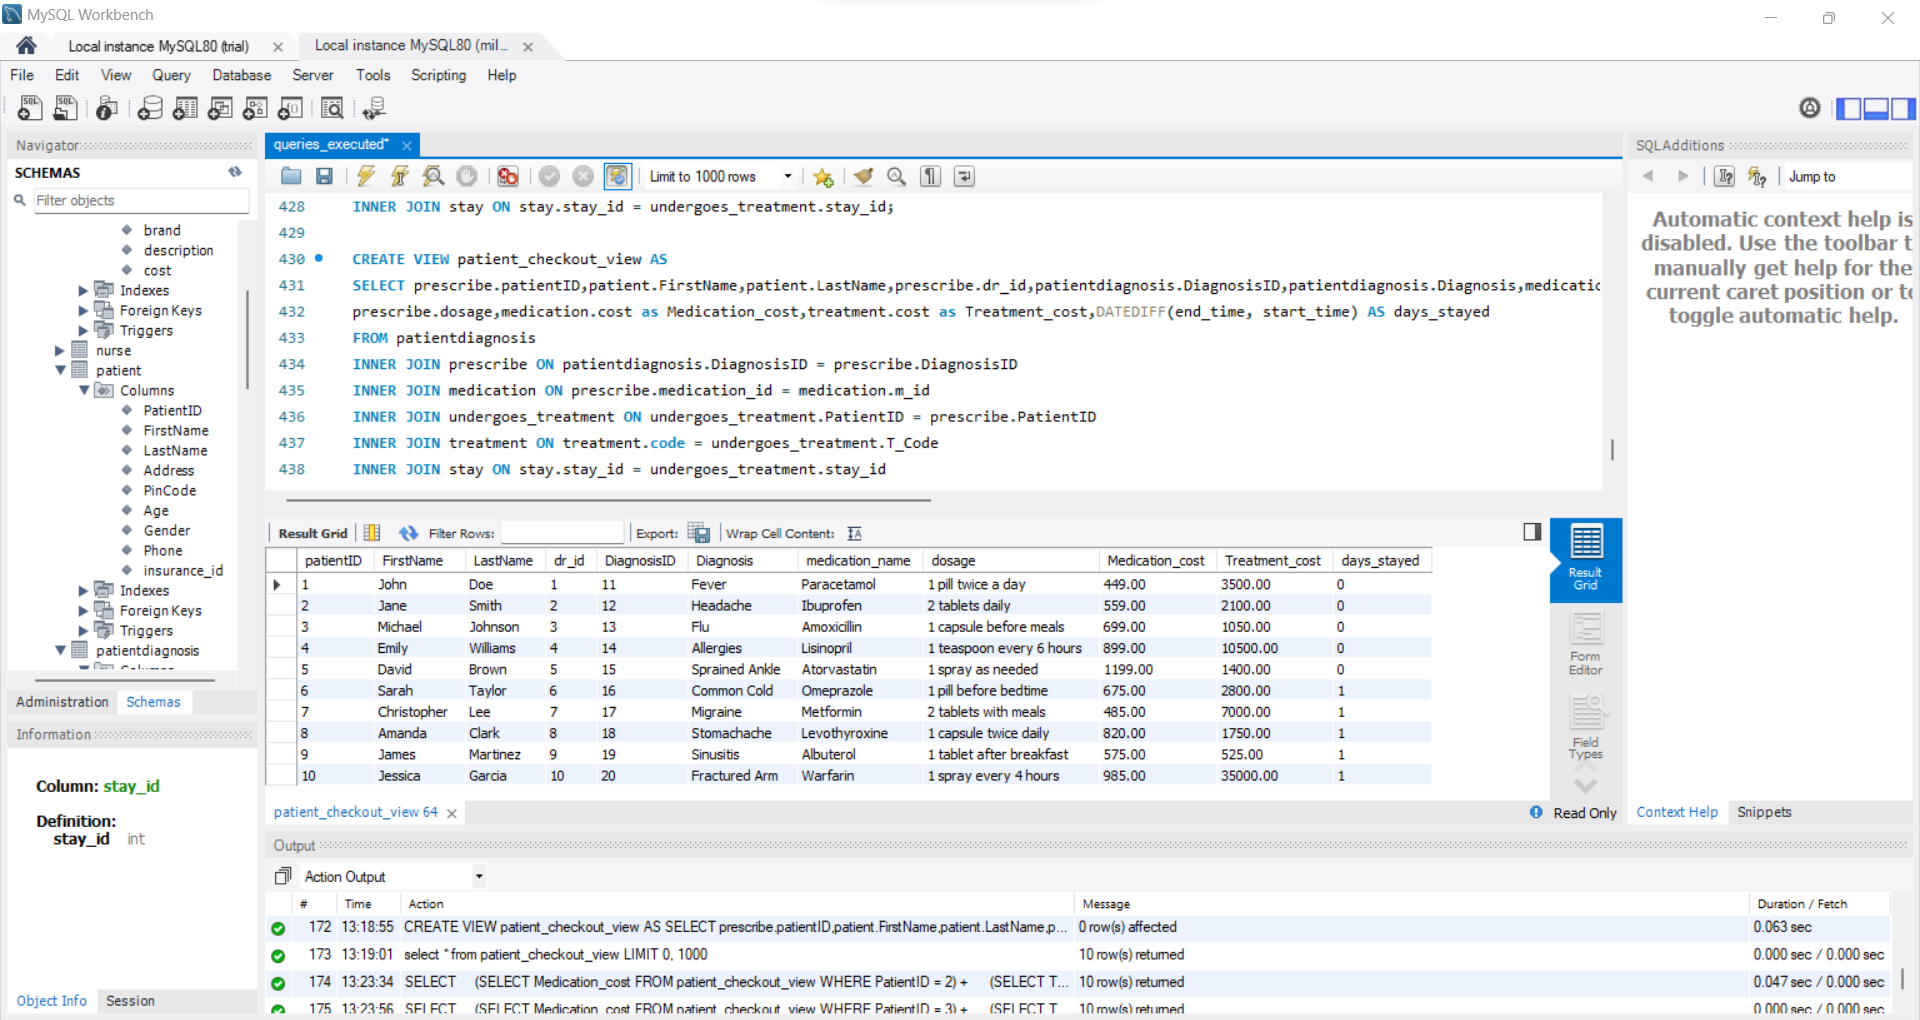 MySQL Workbench
Local instance MySQL80 (trial)
Local instance MySQL80 (mil...
File Edit View Query Database Server Tools Scripting Help
Navigator
SCHEMAS
Filter objects
brand
description
cost
Indexes
Foreign Keys
Triggers
nurse
patient
Columns
PatientID
FirstName
LastName
Address
PinCode
Age
Gender
Phone
insurance_id
Indexes
Foreign Keys
Triggers
patientdiagnosis
Administration Schemas
Information
Column: stay_id
Definition:
stay_id int
Object Info Session
queries_executed*
Limit to 1000 rows
428 INNER JOIN stay ON stay.stay_id = undergoes_treatment.stay_id;
429
430 CREATE VIEW patient_checkout_view AS
431 SELECT prescribe.patientID,patient.FirstName,patient.LastName,prescribe.dr_id,patientdiagnosis.DiagnosisID,patientdiagnosis.Diagnosis,medicatic
432 prescribe.dosage,medication.cost as Medication_cost,treatment.cost as Treatment_cost,DATEDIFF(end_time, start_time) AS days_stayed
433 FROM patientdiagnosis
434 INNER JOIN prescribe ON patientdiagnosis.DiagnosisID = prescribe.DiagnosisID
435 INNER JOIN medication ON prescribe.medication_id = medication.m_id
436 INNER JOIN undergoes_treatment ON undergoes_treatment.PatientID = prescribe.PatientID
437 INNER JOIN treatment ON treatment.code = undergoes_treatment.T_Code
438 INNER JOIN stay ON stay.stay_id = undergoes_treatment.stay_id
Result Grid Filter Rows: Export: Wrap Cell Content:
patientID FirstName LastName dr_id DiagnosisID Diagnosis medication_name dosage Medication_cost Treatment_cost days_stayed
1 John Doe 1 11 Fever Paracetamol 1 pill twice a day 449.00 3500.00 0
2 Jane Smith 2 12 Headache Ibuprofen 2 tablets daily 559.00 2100.00 0
3 Michael Johnson 3 13 Flu Amoxicillin 1 capsule before meals 699.00 1050.00 0
4 Emily Williams 4 14 Allergies Lisinopril 1 teaspoon every 6 hours 899.00 10500.00 0
5 David Brown 5 15 Sprained Ankle Atorvastatin 1 spray as needed 1199.00 1400.00 0
6 Sarah Taylor 6 16 Common Cold Omeprazole 1 pill before bedtime 675.00 2800.00 1
7 Christopher Lee 7 17 Migraine Metformin 2 tablets with meals 485.00 7000.00 1
8 Amanda Clark 8 18 Stomachache Levothyroxine 1 capsule twice daily 820.00 1750.00 1
9 James Martinez 9 19 Sinusitis Albuterol 1 tablet after breakfast 575.00 525.00 1
10 Jessica Garcia 10 20 Fractured Arm Warfarin 1 spray every 4 hours 985.00 35000.00 1
Result
Grid
Form
Editor
Field
Types
patient_checkout_view 64
Read Only
SQLAdditions
Jump to
Automatic context help is
disabled. Use the toolbar t
manually get help for the
current caret position or to
toggle automatic help.
Context Help Snippets
Output
Action Output
# Time Action Message Duration / Fetch
172 13:18:55 CREATE VIEW patient_checkout_view AS SELECT prescribe.patientID,patient.FirstName,patient.LastName,p... 0 row(s) affected 0.063 sec
173 13:19:01 select * from patient_checkout_view LIMIT 0, 1000 10 row(s) returned 0.000 sec / 0.000 sec
174 13:23:34 SELECT (SELECT Medication_cost FROM patient_checkout_view WHERE PatientID = 2) + (SELECT T... 10 row(s) returned 0.047 sec / 0.000 sec
175 13:23:56 SELECT (SELECT Medication_cost FROM patient_checkout_view WHERE PatientID = 3) + (SELECT T 10 row(s) returned 0.000 sec / 0.000 sec